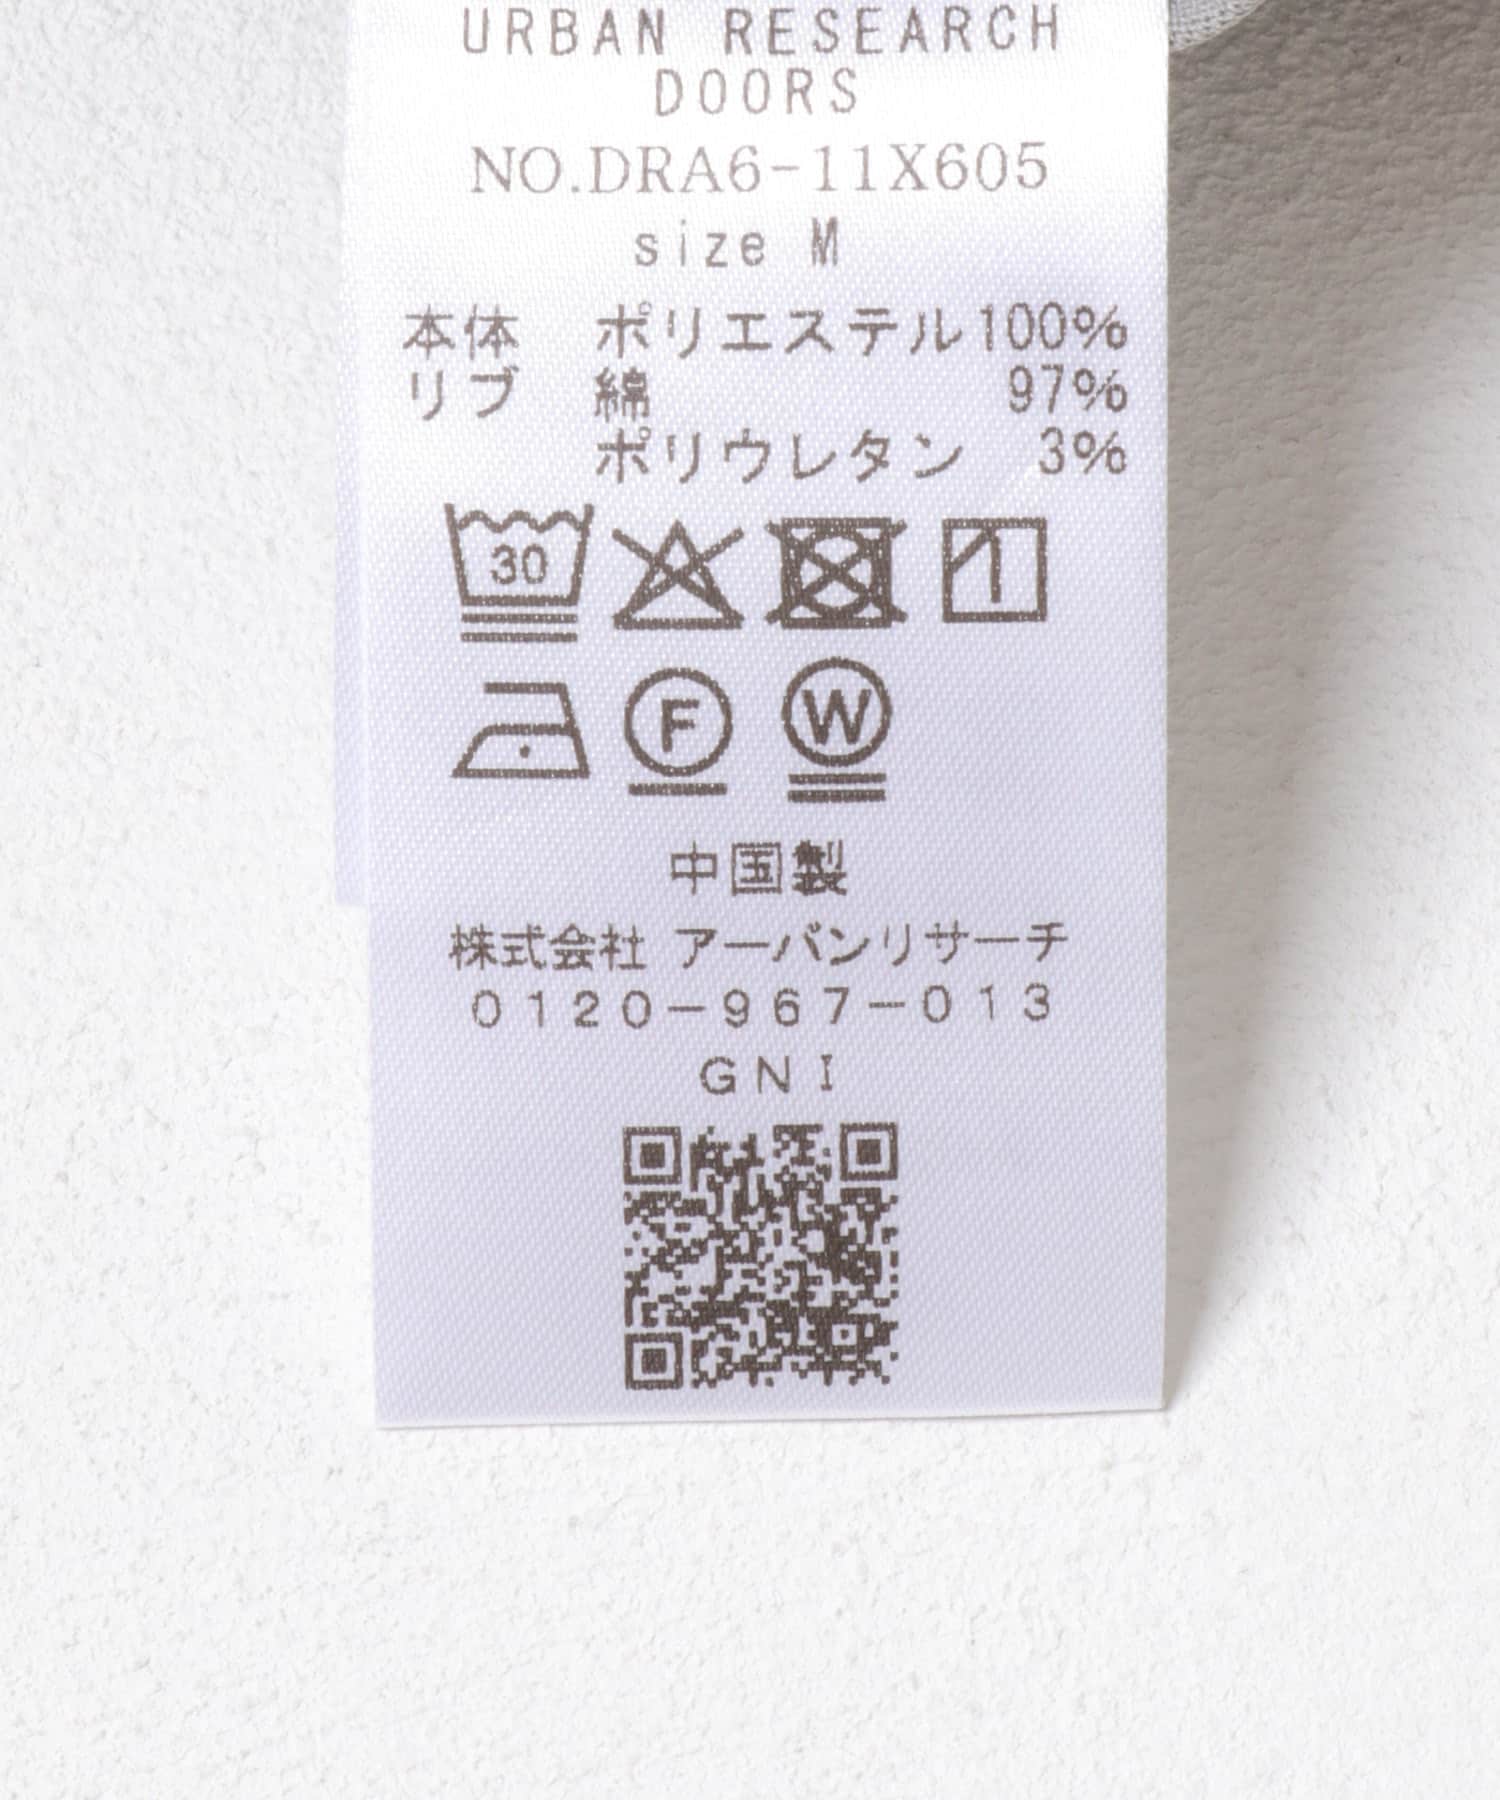 URBAN RESEARCH
DOORS
NO.DRA6-11X605
size M
本体 ポリエステル100%
リブ 綿 97%
ポリウレタン 3%
30
F W
中国製
株式会社 アーバンリサーチ
0120-967-013
GNI